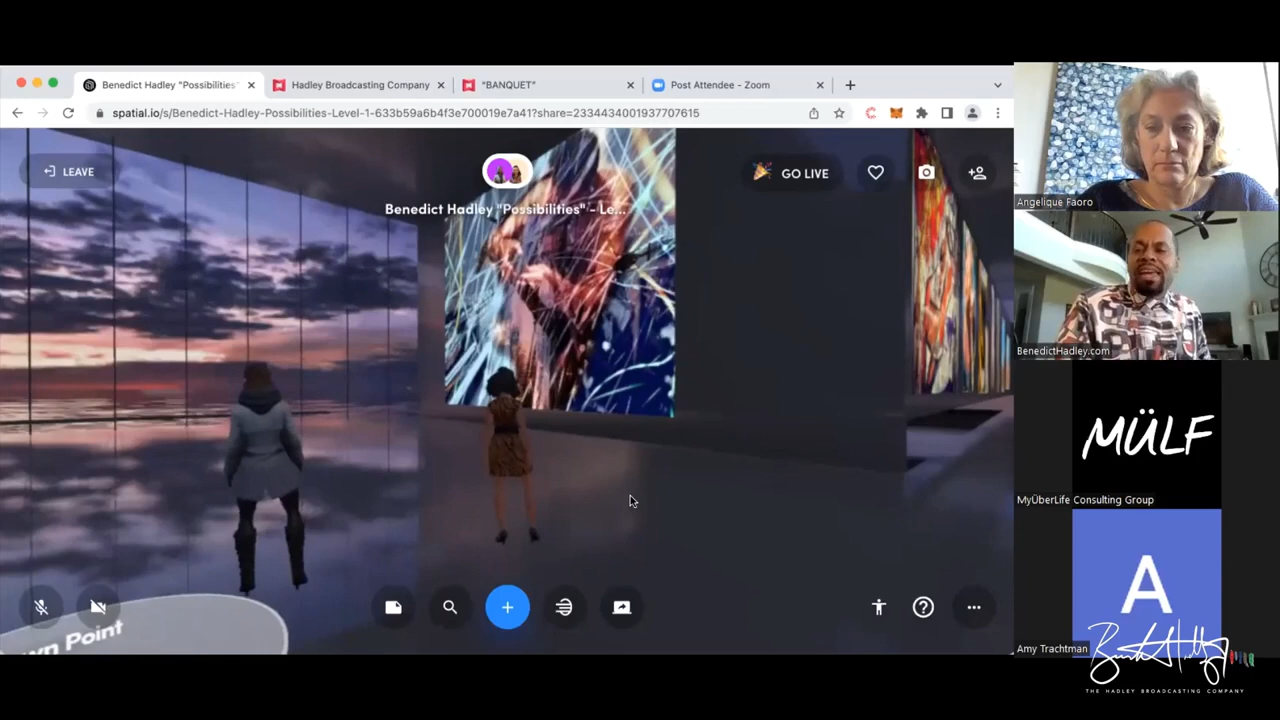 Benedict Hadley "Possibilities"
Hadley Broadcasting Company
"BANQUET"
Post Attendee - Zoom
spatial.io/s/Benedict-Hadley-Possibilities-Level-1-633b59a6b4f3e700019e7a41?share=2334434001937707615
LEAVE
GO LIVE
Benedict Hadley "Possibilities" - Le...
wn Point
Angelique Faoro
BenedictHadley.com
MÜLF
MyÜberLife Consulting Group
A
Amy Trachtman
THE HADLEY BROADCASTING COMPANY